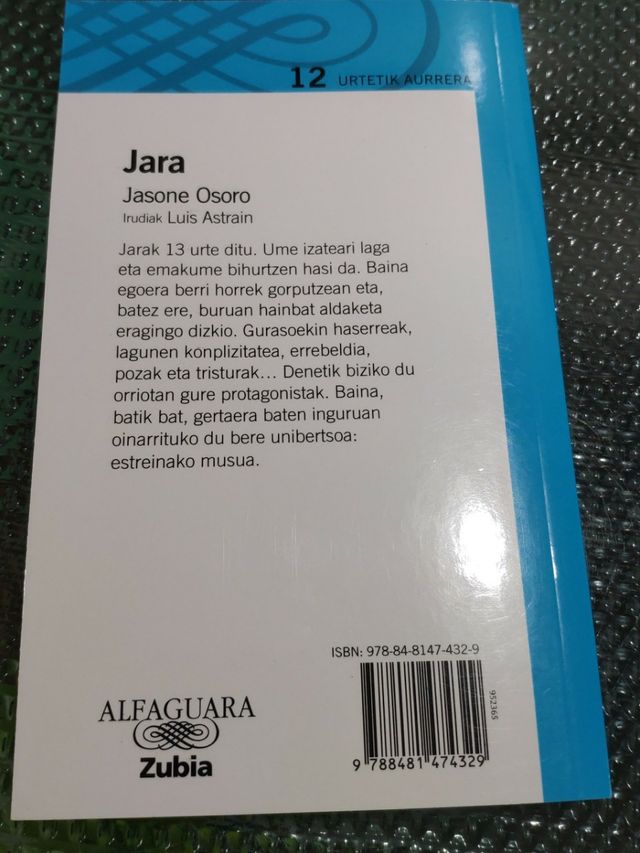 12 URTETIK AURRERA
Jara
Jasone Osoro
Irudiak Luis Astrain
Jarak 13 urte ditu. Ume izateari laga
eta emakume bihurtzen hasi da. Baina
egoera berri horrek gorputzean eta,
batez ere, buruan hainbat aldaketa
eragingo dizkio. Gurasoekin haserreak,
lagunen konplizitatea, errebeldia,
pozak eta tristurak... Denetik biziko du
orriotan gure protagonistak. Baina,
batik bat, gertaera baten inguruan
oinarrituko du bere unibertsoa:
estreinako musua.
ISBN: 978-84-8147-432-9
952365
9 788481 474329
ALFAGUARA
Zubia